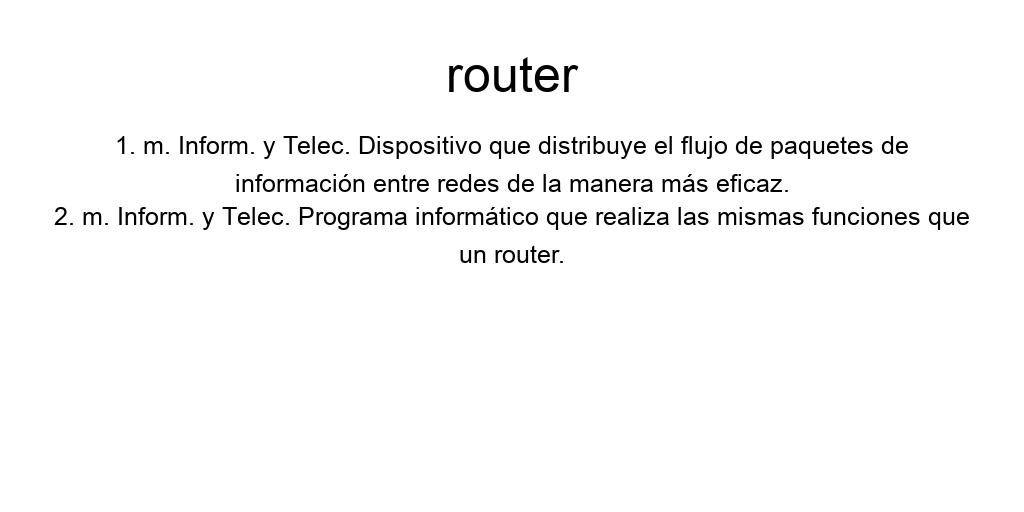 router
1. m. Inform. y Telec. Dispositivo que distribuye el flujo de paquetes de
información entre redes de la manera más eficaz.
2. m. Inform. y Telec. Programa informático que realiza las mismas funciones que
un router.